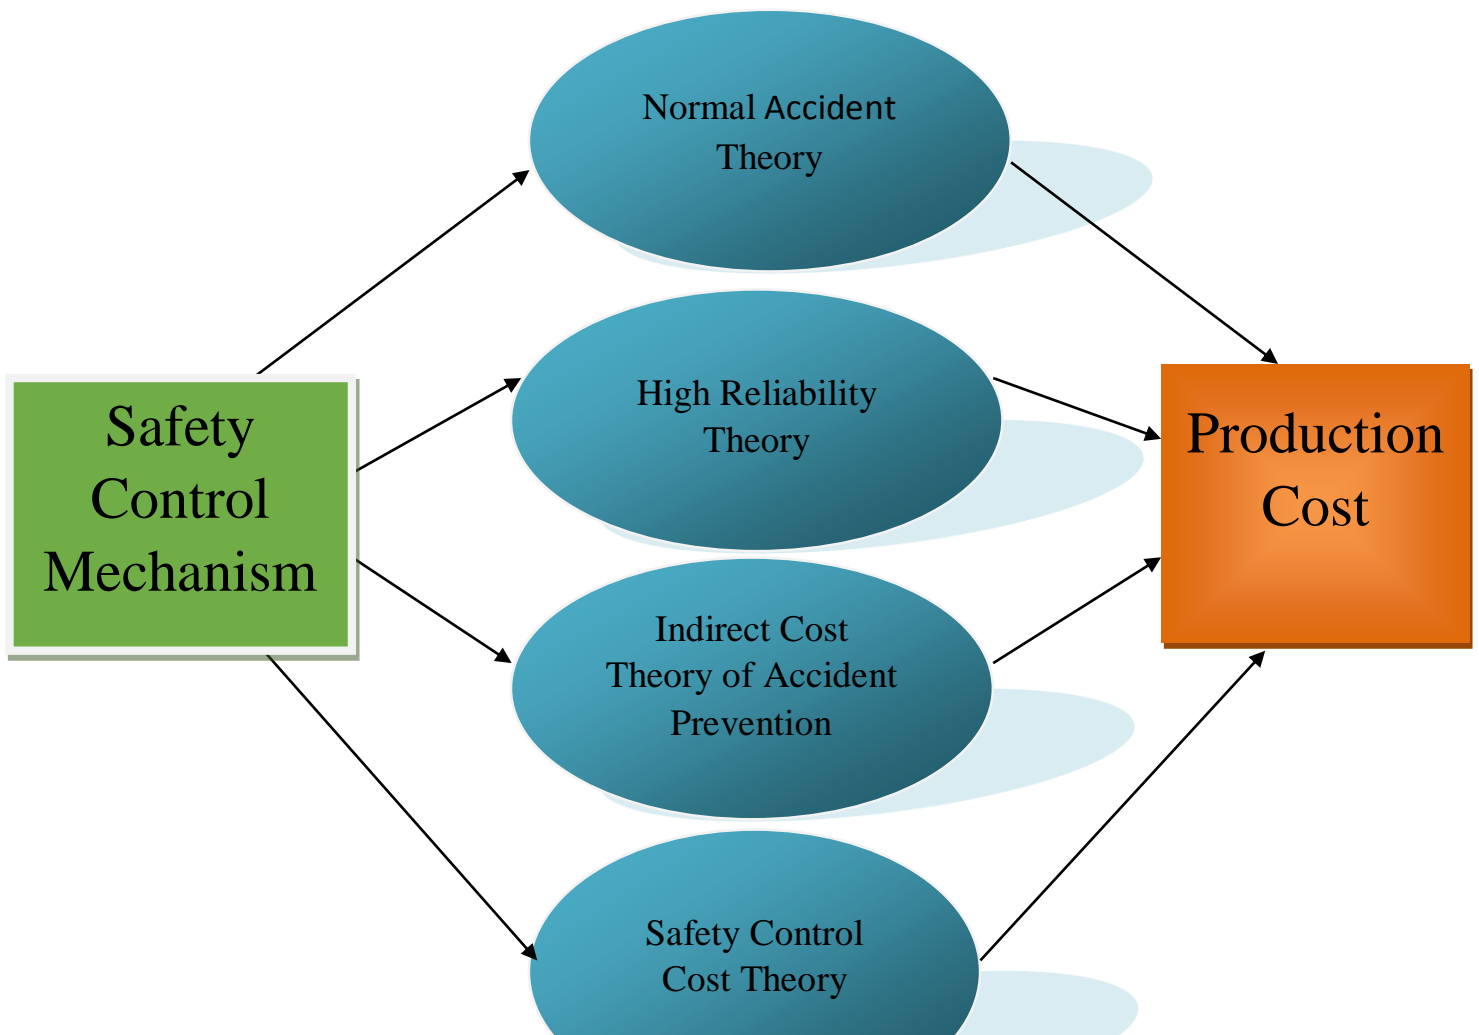 Normal Accident
Theory
High Reliability
Theory
Safety
Control
Mechanism
Production
Cost
Indirect Cost
Theory of Accident
Prevention
Safety Control
Cost Theory